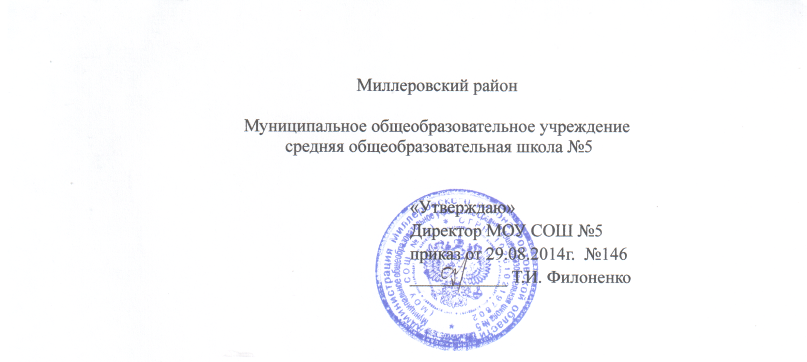 Миллеровский район
Муниципальное общеобразовательное учреждение
средняя общеобразовательная школа №5
«Утверждаю»
Директор МОУ СОШ №5
приказ от 29.08.2014г. №146
Т.И. Филоненко